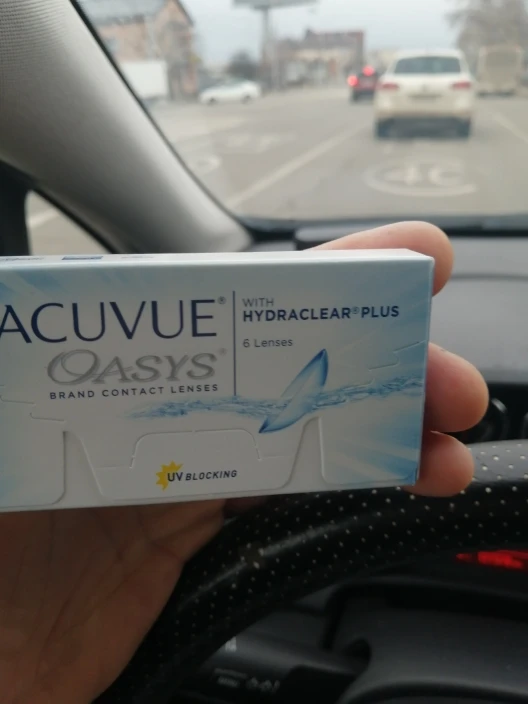 ACUVUE®
OASYS®
BRAND CONTACT LENSES
WITH
HYDRACLEAR® PLUS
6 Lenses
UV BLOCKING